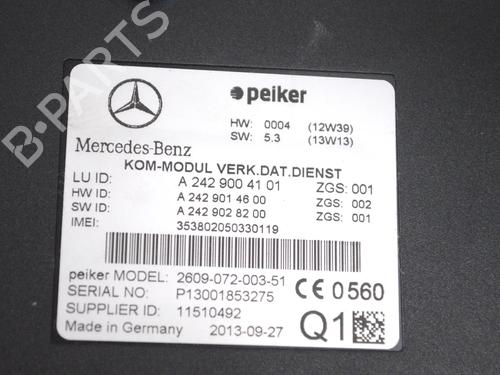 peiker
HW: 0004 (12W39)
SW: 5.3 (13W13)
Mercedes-Benz
KOM-MODUL VERK.DAT.DIENST
LU ID: A 242 900 41 01 ZGS: 001
HW ID: A 242 901 46 00 ZGS: 002
SW ID: A 242 902 82 00 ZGS: 001
IMEI: 353802050330119
peiker MODEL: 2609-072-003-51
SERIAL NO: P13001853275
CE 0560
SUPPLIER ID: 11510492
Made in Germany 2013-09-27
Q1
B-PARTS